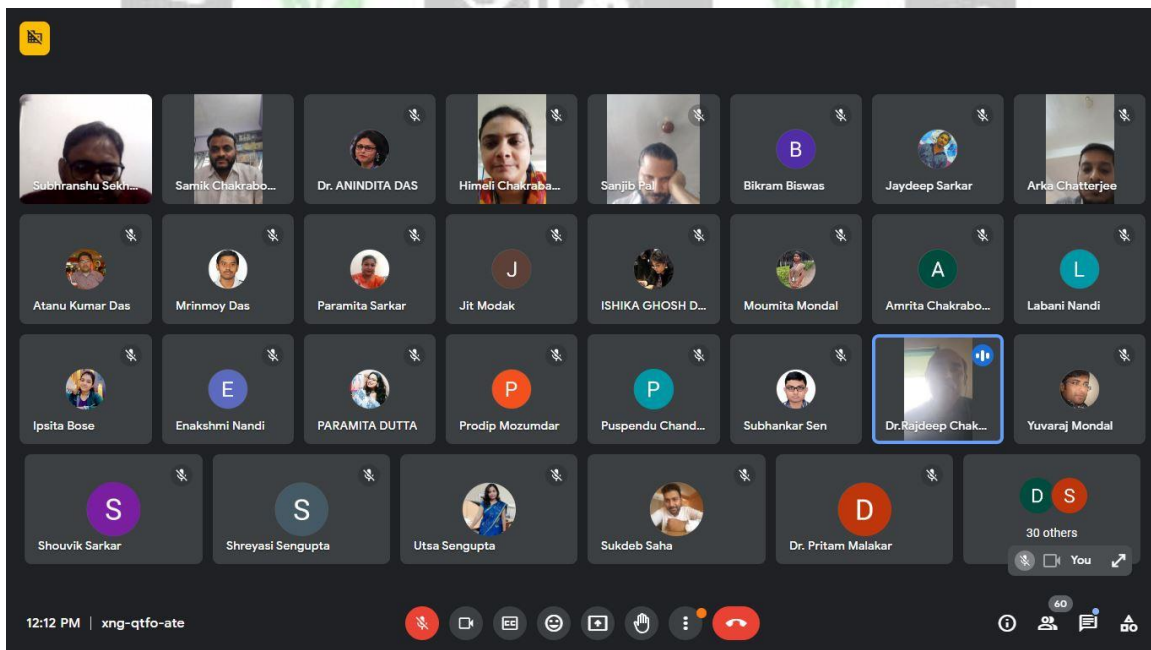 Subhranshu Sekh...
Samik Chakrabo...
Dr. ANINDITA DAS
Himeli Chakraba...
Sanjib Pal
B
Bikram Biswas
Jaydeep Sarkar
Arka Chatterjee
Atanu Kumar Das
Mrinmoy Das
Paramita Sarkar
J
Jit Modak
ISHIKA GHOSH D...
Moumita Mondal
A
Amrita Chakrabo...
L
Labani Nandi
Ipsita Bose
E
Enakshmi Nandi
PARAMITA DUTTA
P
Prodip Mozumdar
P
Puspendu Chand...
Subhankar Sen
Dr.Rajdeep Chak...
Yuvaraj Mondal
S
Shouvik Sarkar
S
Shreyasi Sengupta
Utsa Sengupta
Sukdeb Saha
D
Dr. Pritam Malakar
D S
30 others
You
12:12 PM | xng-qtfo-ate
CC
60